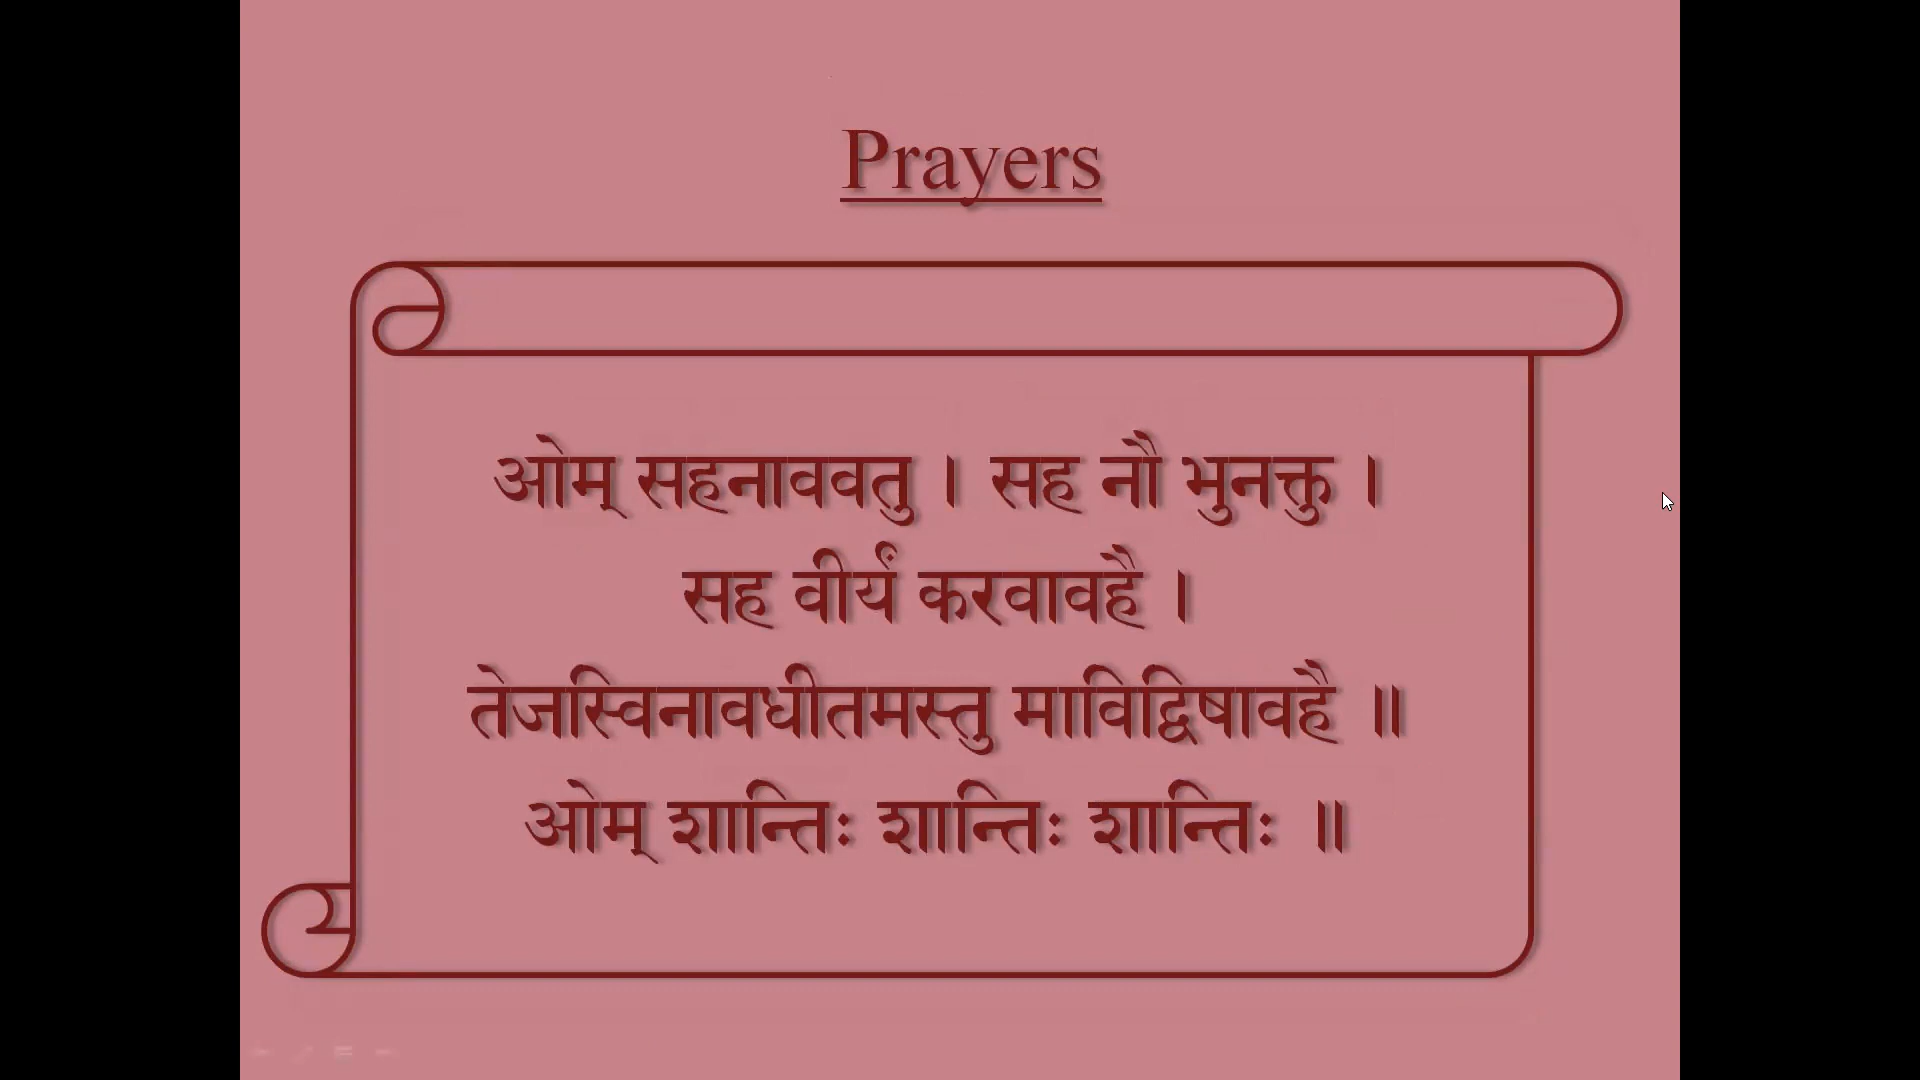 Prayers
ओम् सहनाववतु । सह नौ भुनक्तु ।
सह वीर्यं करवावहै ।
तेजस्विनावधीतमस्तु माविद्विषावहै ॥
ओम् शान्तिः शान्तिः शान्तिः ॥